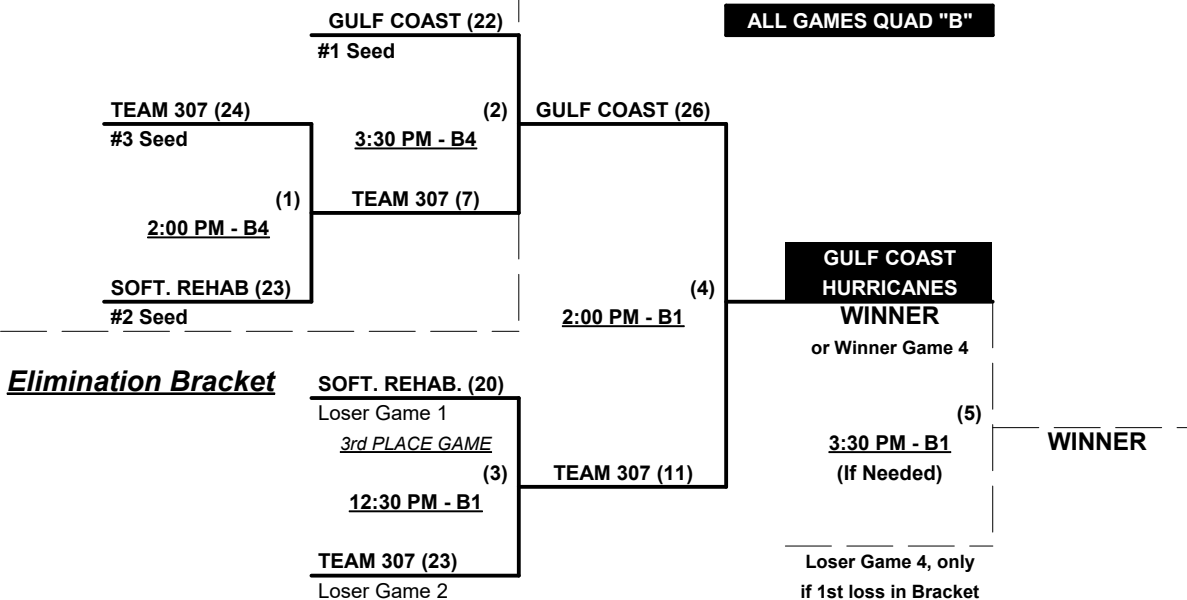 GULF COAST (22)
ALL GAMES QUAD "B"
#1 Seed
TEAM 307 (24)
(2)
GULF COAST (26)
#3 Seed
3:30 PM - B4
(1)
TEAM 307 (7)
2:00 PM - B4
GULF COAST
HURRICANES
SOFT. REHAB (23)
(4)
#2 Seed
2:00 PM - B1
WINNER
or Winner Game 4
Elimination Bracket
SOFT. REHAB. (20)
Loser Game 1
(5)
3rd PLACE GAME
3:30 PM - B1
WINNER
(3)
TEAM 307 (11)
(If Needed)
12:30 PM - B1
TEAM 307 (23)
Loser Game 4, only
Loser Game 2
if 1st loss in Bracket